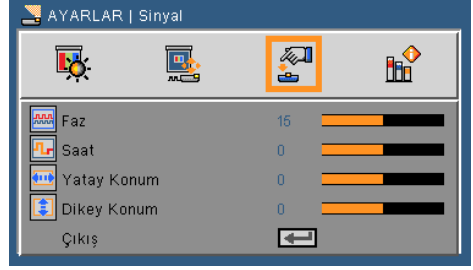 AYARLAR | Sinyal
Faz 15
Saat 0
Yatay Konum 0
Dikey Konum 0
Çıkış